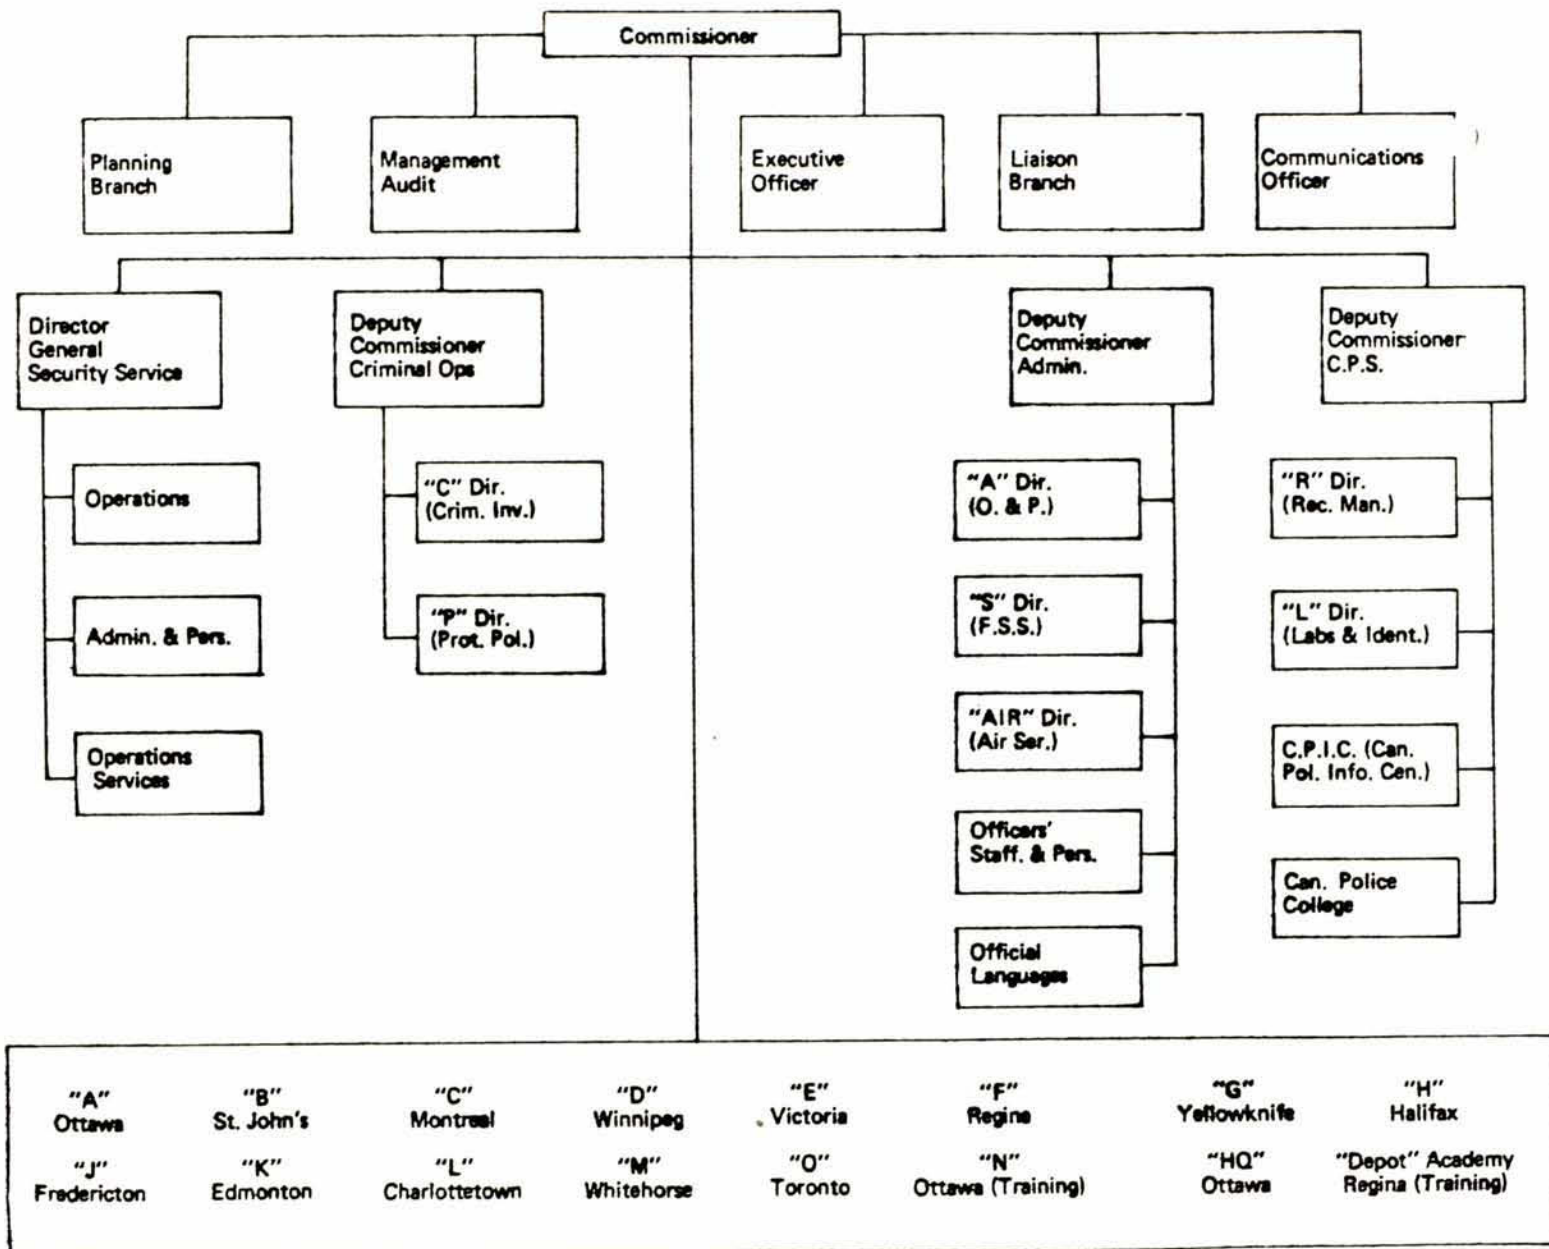 Commissioner
Planning
Branch
Management
Audit
Executive
Officer
Liaison
Branch
Communications
Officer
Director
General
Security Service
Deputy
Commissioner
Criminal Ops
Deputy
Commissioner
Admin.
Deputy
Commissioner
C.P.S.
Operations
Admin. & Pers.
Operations
Services
"C" Dir.
(Crim. Inv.)
"P" Dir.
(Prot. Pol.)
"A" Dir.
(O. & P.)
"S" Dir.
(F.S.S.)
"AIR" Dir.
(Air Ser.)
Officers'
Staff. & Pers.
Official
Languages
"R" Dir.
(Rec. Man.)
"L" Dir.
(Labs & Ident.)
C.P.I.C. (Can.
Pol. Info. Cen.)
Can. Police
College
"A" "B" "C" "D" "E" "F" "G" "H"
Ottawa St. John's Montreal Winnipeg Victoria Regina Yellowknife Halifax
"J" "K" "L" "M" "O" "N" "HQ" "Depot" Academy
Fredericton Edmonton Charlottetown Whitehorse Toronto Ottawa (Training) Ottawa Regina (Training)